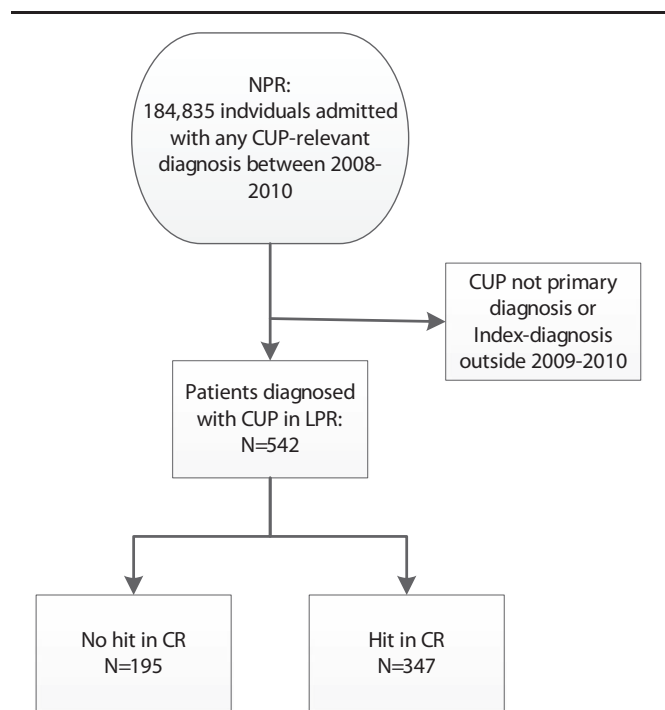 NPR:
184,835 indviduals admitted
with any CUP-relevant
diagnosis between 2008-
2010
CUP not primary
diagnosis or
Index-diagnosis
outside 2009-2010
Patients diagnosed
with CUP in LPR:
N=542
No hit in CR
N=195
Hit in CR
N=347